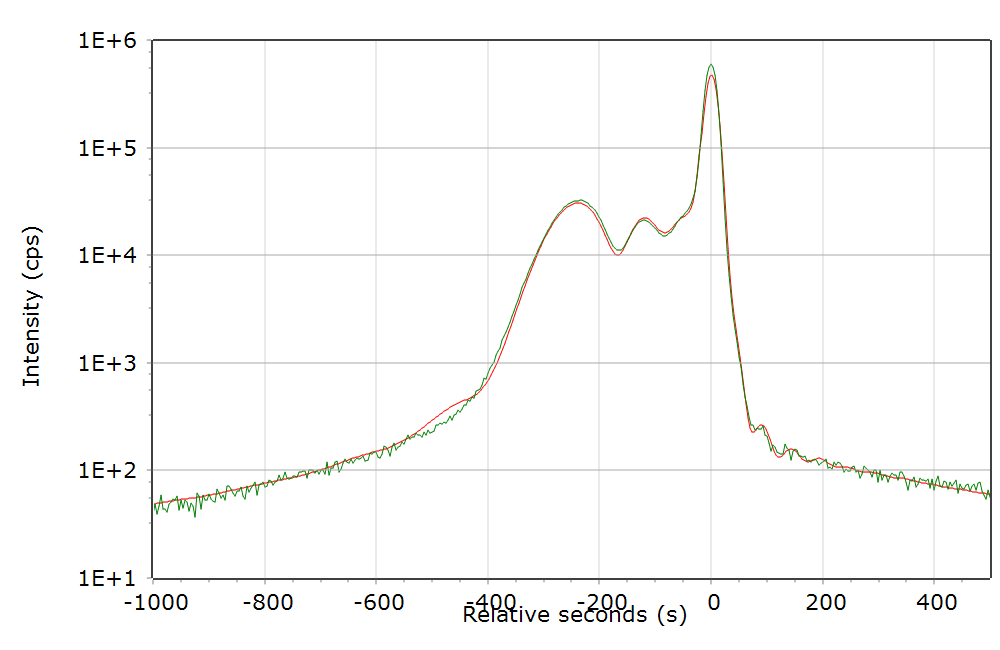 1E+6
1E+5
1E+4
1E+3
1E+2
1E+1
Intensity (cps)
-1000 -800 -600 -400 -200 0 200 400
Relative seconds (s)